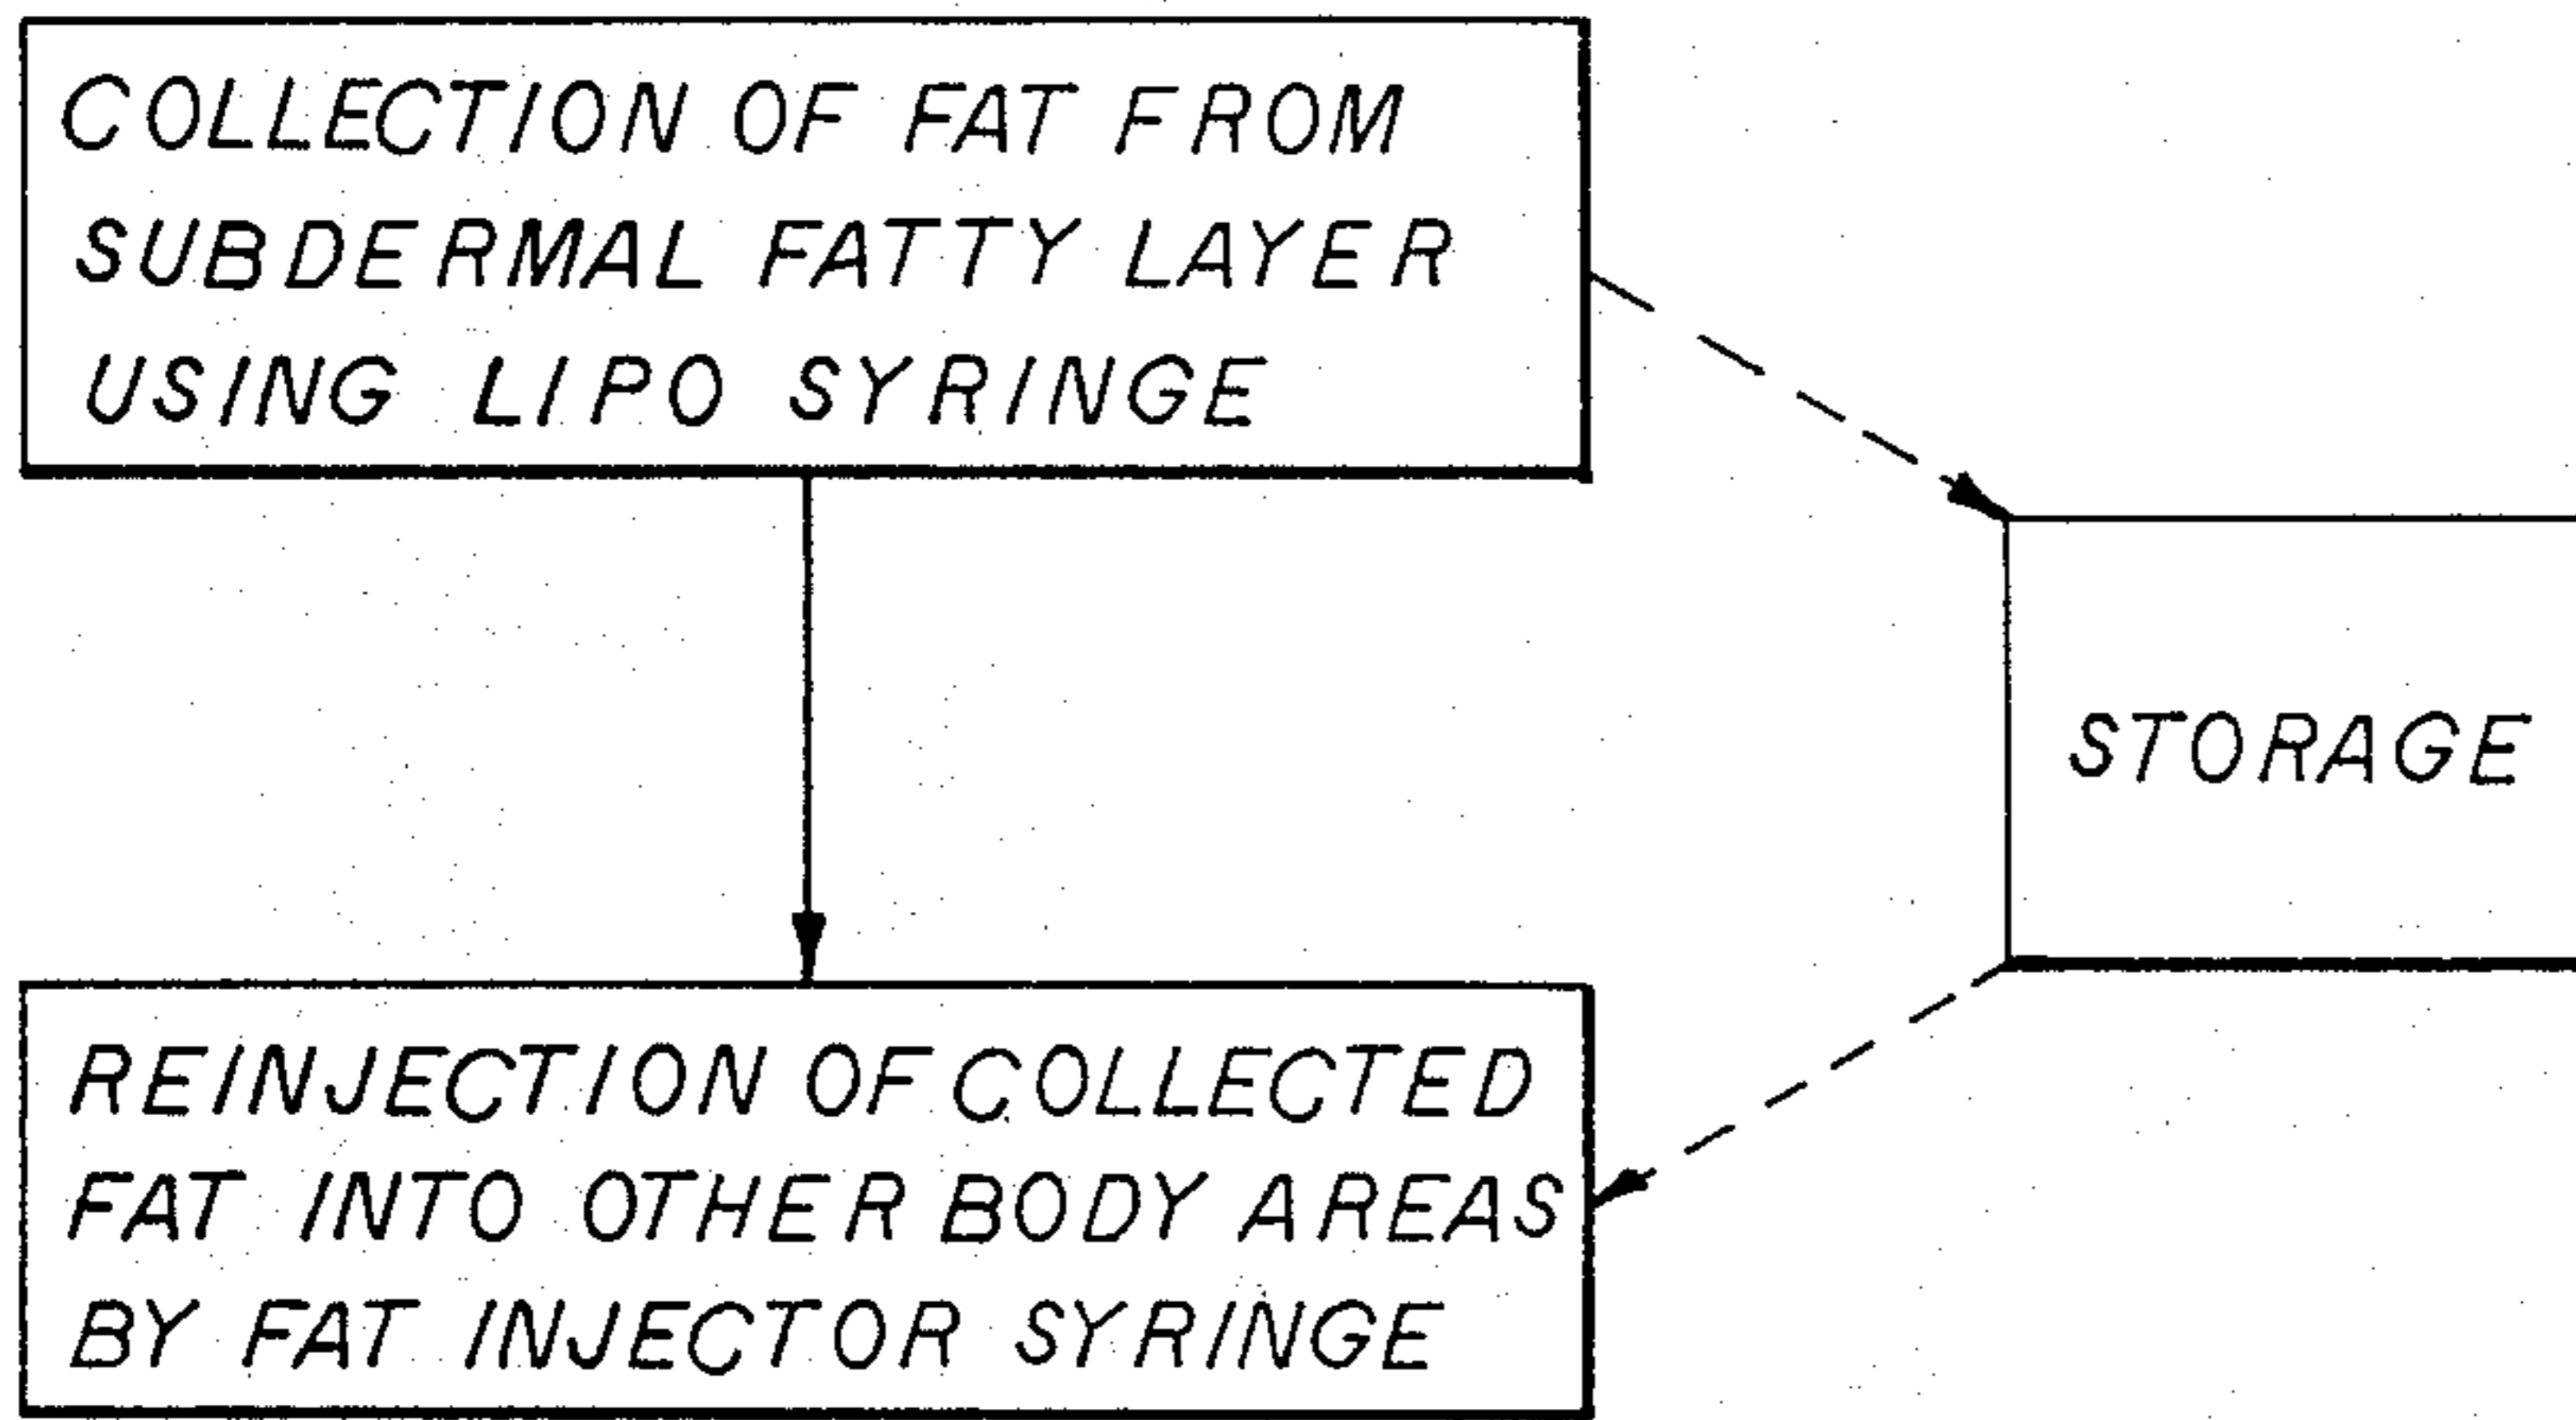 COLLECTION OF FAT FROM
SUBDERMAL FATTY LAYER
USING LIPO SYRINGE
STORAGE
REINJECTION OF COLLECTED
FAT INTO OTHER BODY AREAS
BY FAT INJECTOR SYRINGE